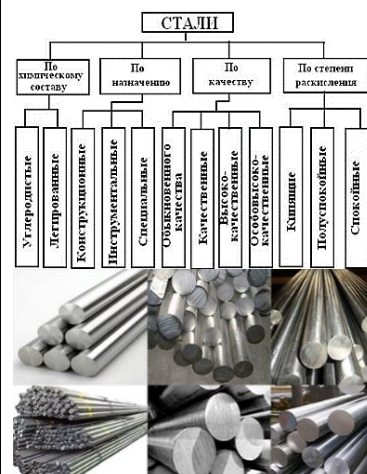 СТАЛИ
По
химическому
составу
По
назначению
По
качеству
По степени
раскисления
Углеродистые
Легированные
Конструкционные
Инструментальные
Специальные
Обыкновенного
качества
Качественные
Высоко-
качественные
Особовысоко-
качественные
Кипящие
Полуспокойные
Спокойные